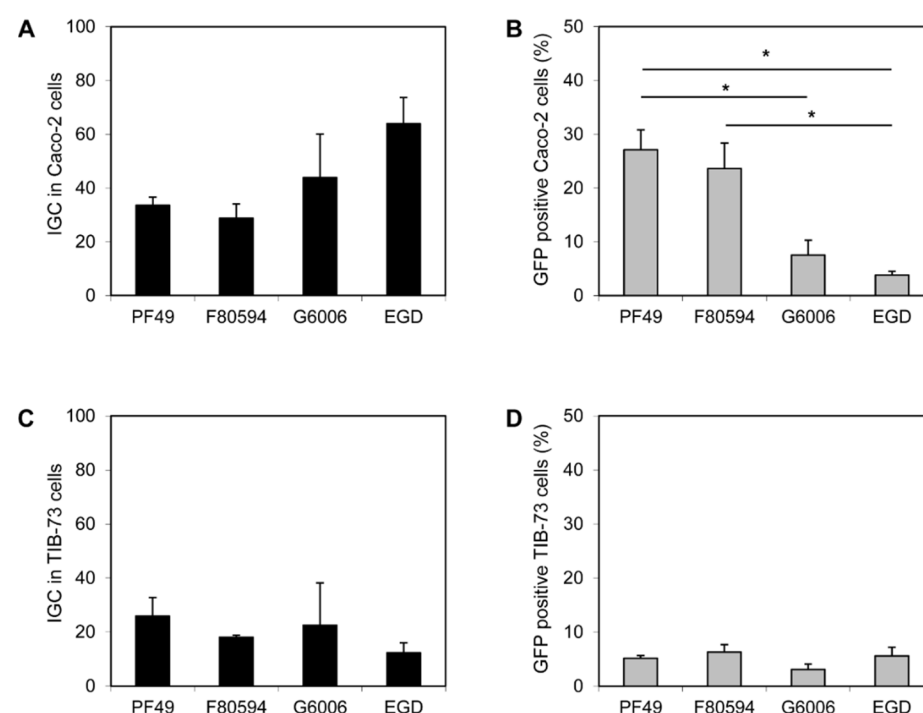 A
IGC in Caco-2 cells
100
80
60
40
20
0
PF49 F80594 G6006 EGD
B
GFP positive Caco-2 cells (%)
50
40
30
20
10
0
* 
*
*
PF49 F80594 G6006 EGD
C
IGC in TIB-73 cells
100
80
60
40
20
0
PF49 F80594 G6006 EGD
D
GFP positive TIB-73 cells (%)
50
40
30
20
10
0
PF49 F80594 G6006 EGD